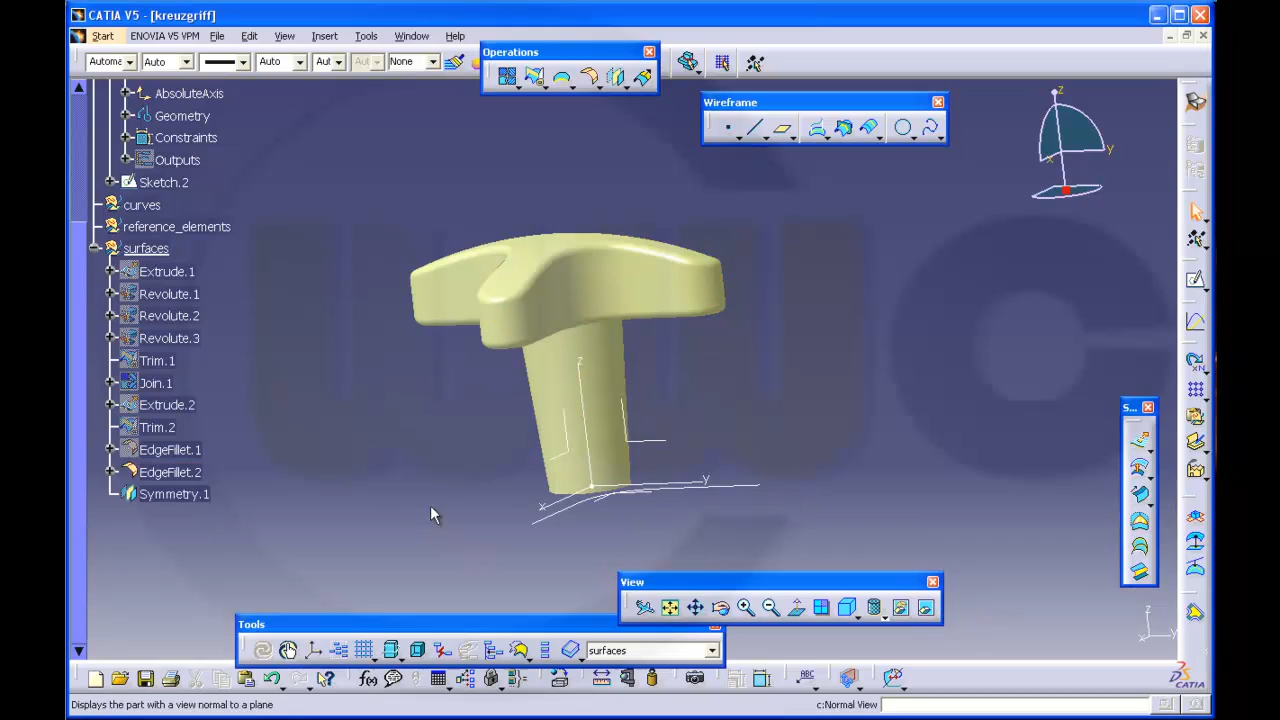 CATIA V5 - [kreuzgriff]
Start ENOVIA V5 VPM File Edit View Insert Tools Window Help
Auto Auto Aut Aut None
Operations
Wireframe
AbsoluteAxis
Geometry
Constraints
Outputs
Sketch.2
curves
reference_elements
surfaces
Extrude.1
Revolute.1
Revolute.2
Revolute.3
Trim.1
Join.1
Extrude.2
Trim.2
EdgeFillet.1
EdgeFillet.2
Symmetry.1
z
y
x
z
y
x
S...
View
Tools
surfaces
z
x
y
CATIA
Displays the part with a view normal to a plane
c:Normal View